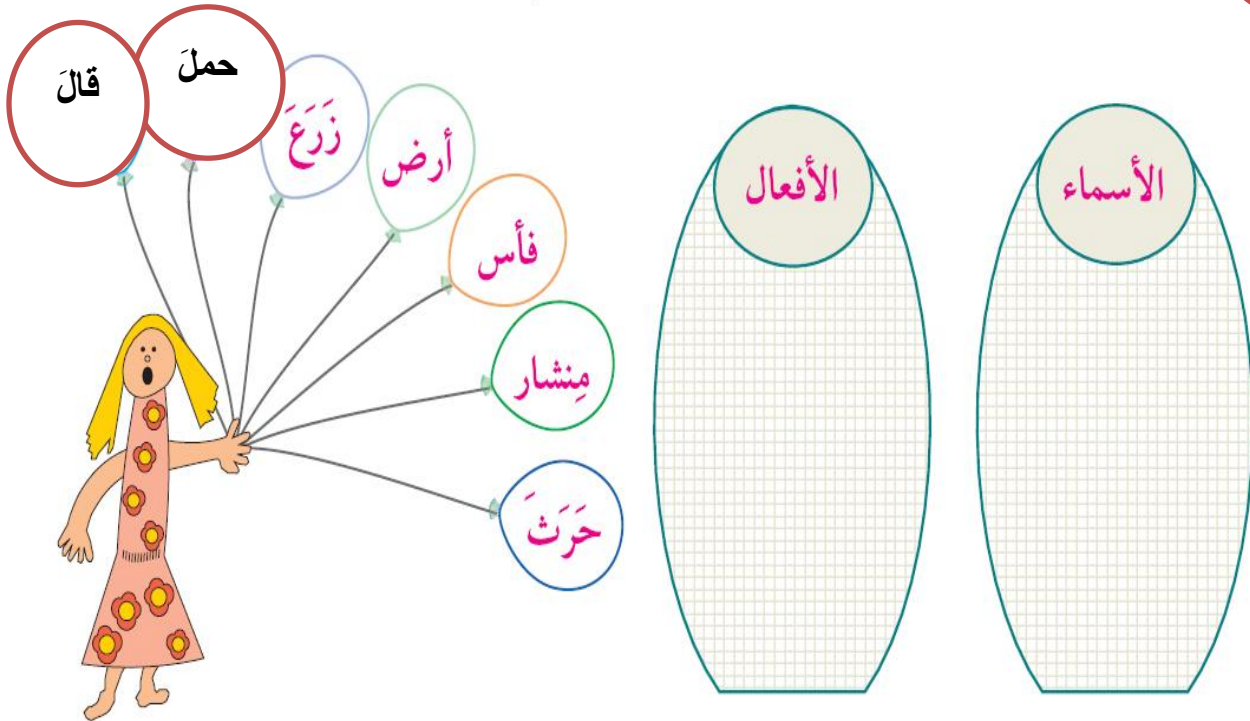 الأسماء
الأفعال
قالَ
حملَ
زَرَعَ
أرض
فأس
مِنشار
حَرَثَ